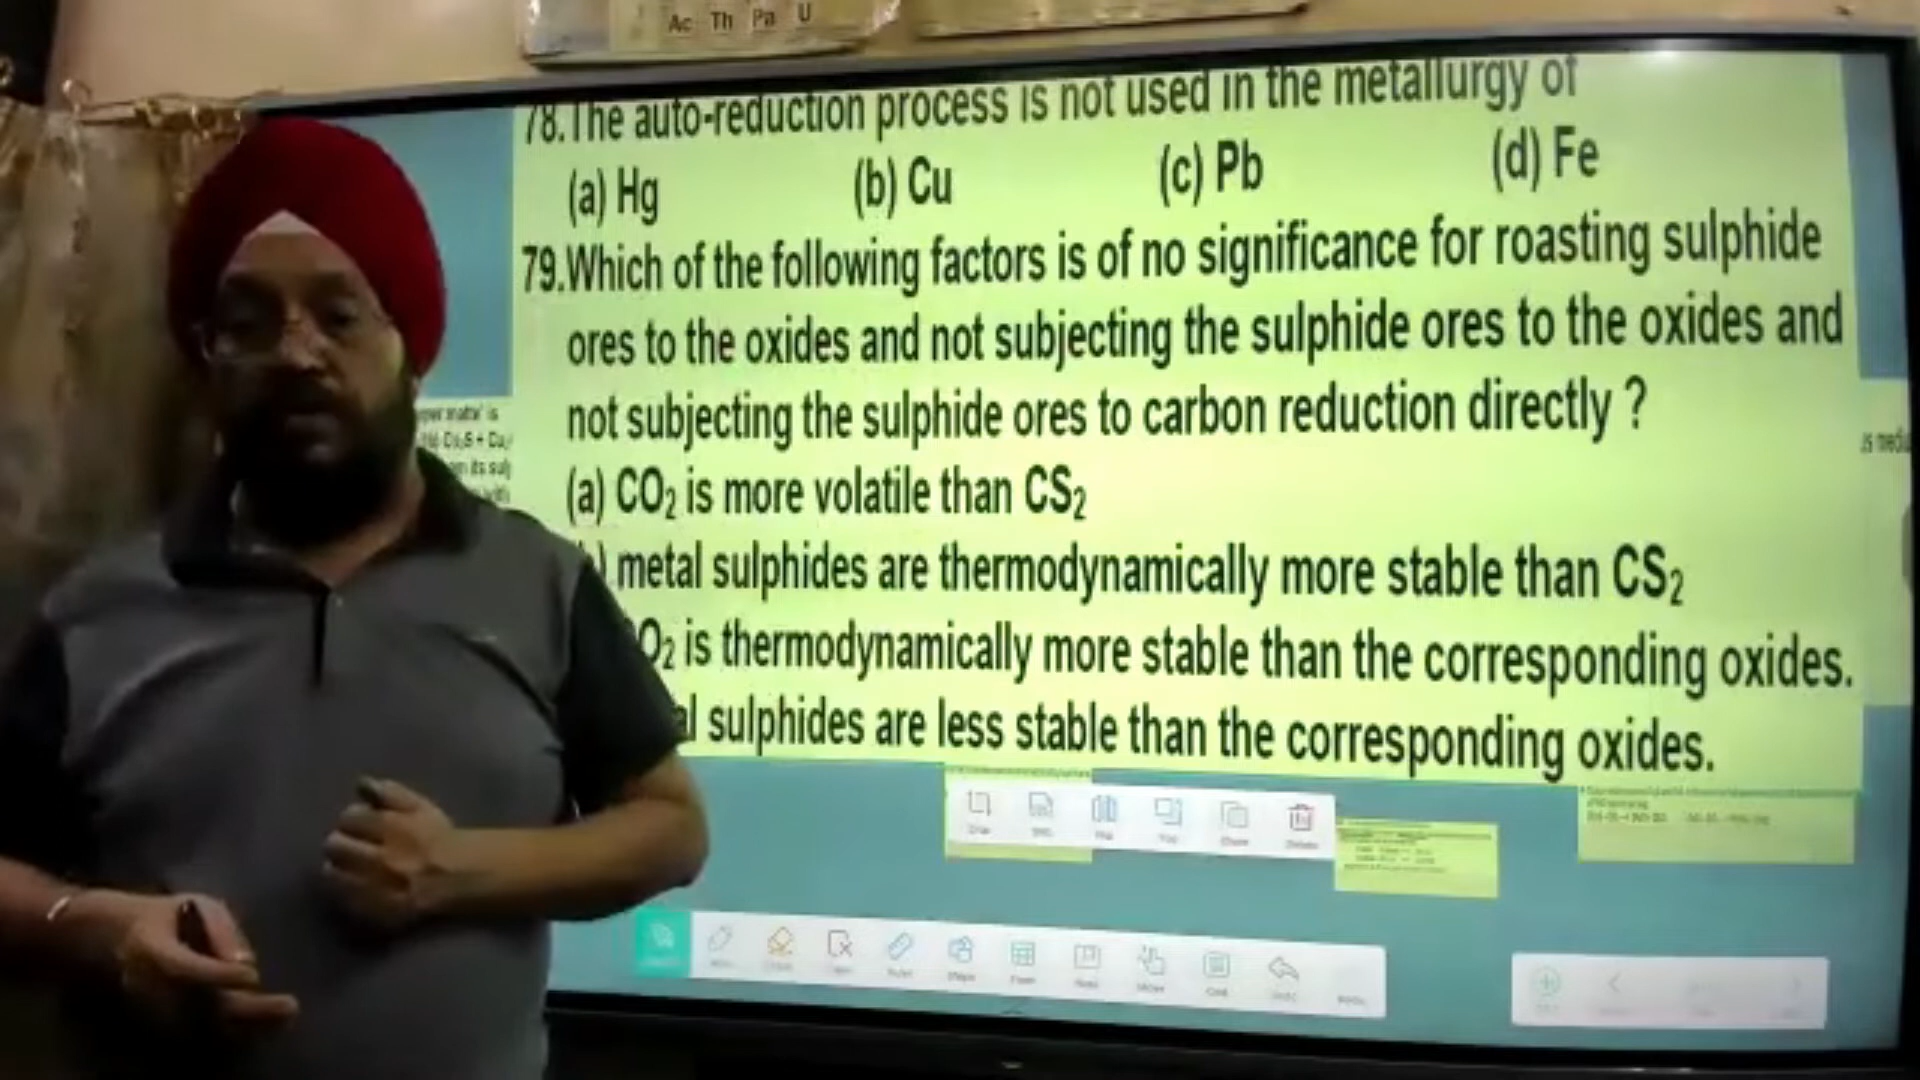 Ac Th Pa U
78.The auto-reduction process is not used in the metallurgy of
(a) Hg (b) Cu (c) Pb (d) Fe
79.Which of the following factors is of no significance for roasting sulphide
ores to the oxides and not subjecting the sulphide ores to the oxides and
not subjecting the sulphide ores to carbon reduction directly ?
(a) CO₂ is more volatile than CS₂
) metal sulphides are thermodynamically more stable than CS₂
O₂ is thermodynamically more stable than the corresponding oxides.
al sulphides are less stable than the corresponding oxides.